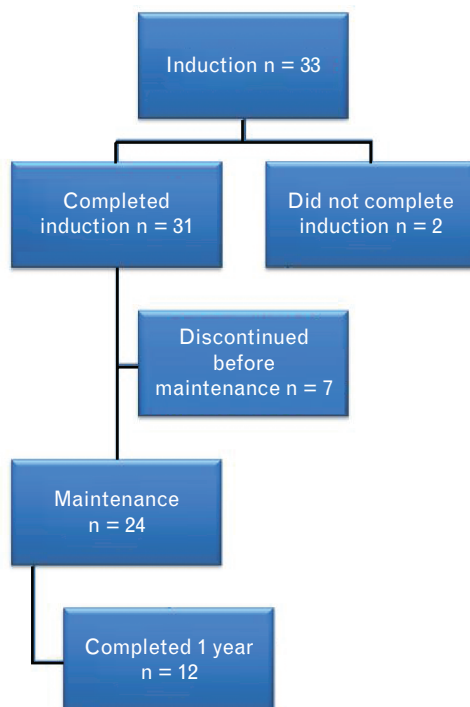 Induction n = 33
Completed
induction n = 31
Did not complete
induction n = 2
Discontinued
before
maintenance n = 7
Maintenance
n = 24
Completed 1 year
n = 12